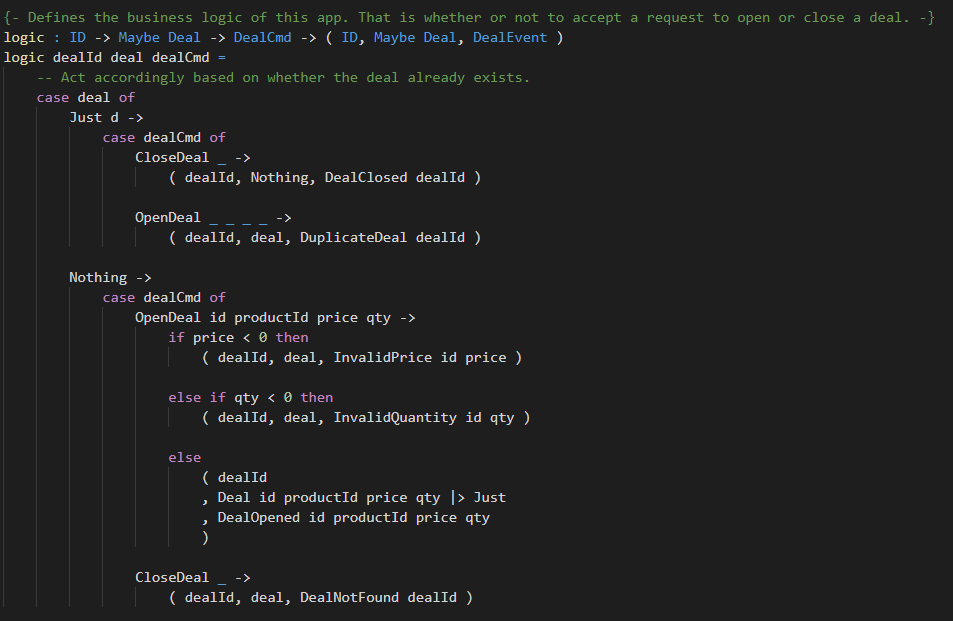 {- Defines the business logic of this app. That is whether or not to accept a request to open or close a deal. -}
logic : ID -> Maybe Deal -> DealCmd -> ( ID, Maybe Deal, DealEvent )
logic dealId deal dealCmd =
    -- Act accordingly based on whether the deal already exists.
    case deal of
        Just d ->
            case dealCmd of
                CloseDeal _ ->
                    ( dealId, Nothing, DealClosed dealId )

                OpenDeal _ _ _ _ ->
                    ( dealId, deal, DuplicateDeal dealId )

        Nothing ->
            case dealCmd of
                OpenDeal id productId price qty ->
                    if price < 0 then
                        ( dealId, deal, InvalidPrice id price )

                    else if qty < 0 then
                        ( dealId, deal, InvalidQuantity id qty )

                    else
                        ( dealId
                        , Deal id productId price qty |> Just
                        , DealOpened id productId price qty
                        )

                CloseDeal _ ->
                    ( dealId, deal, DealNotFound dealId )